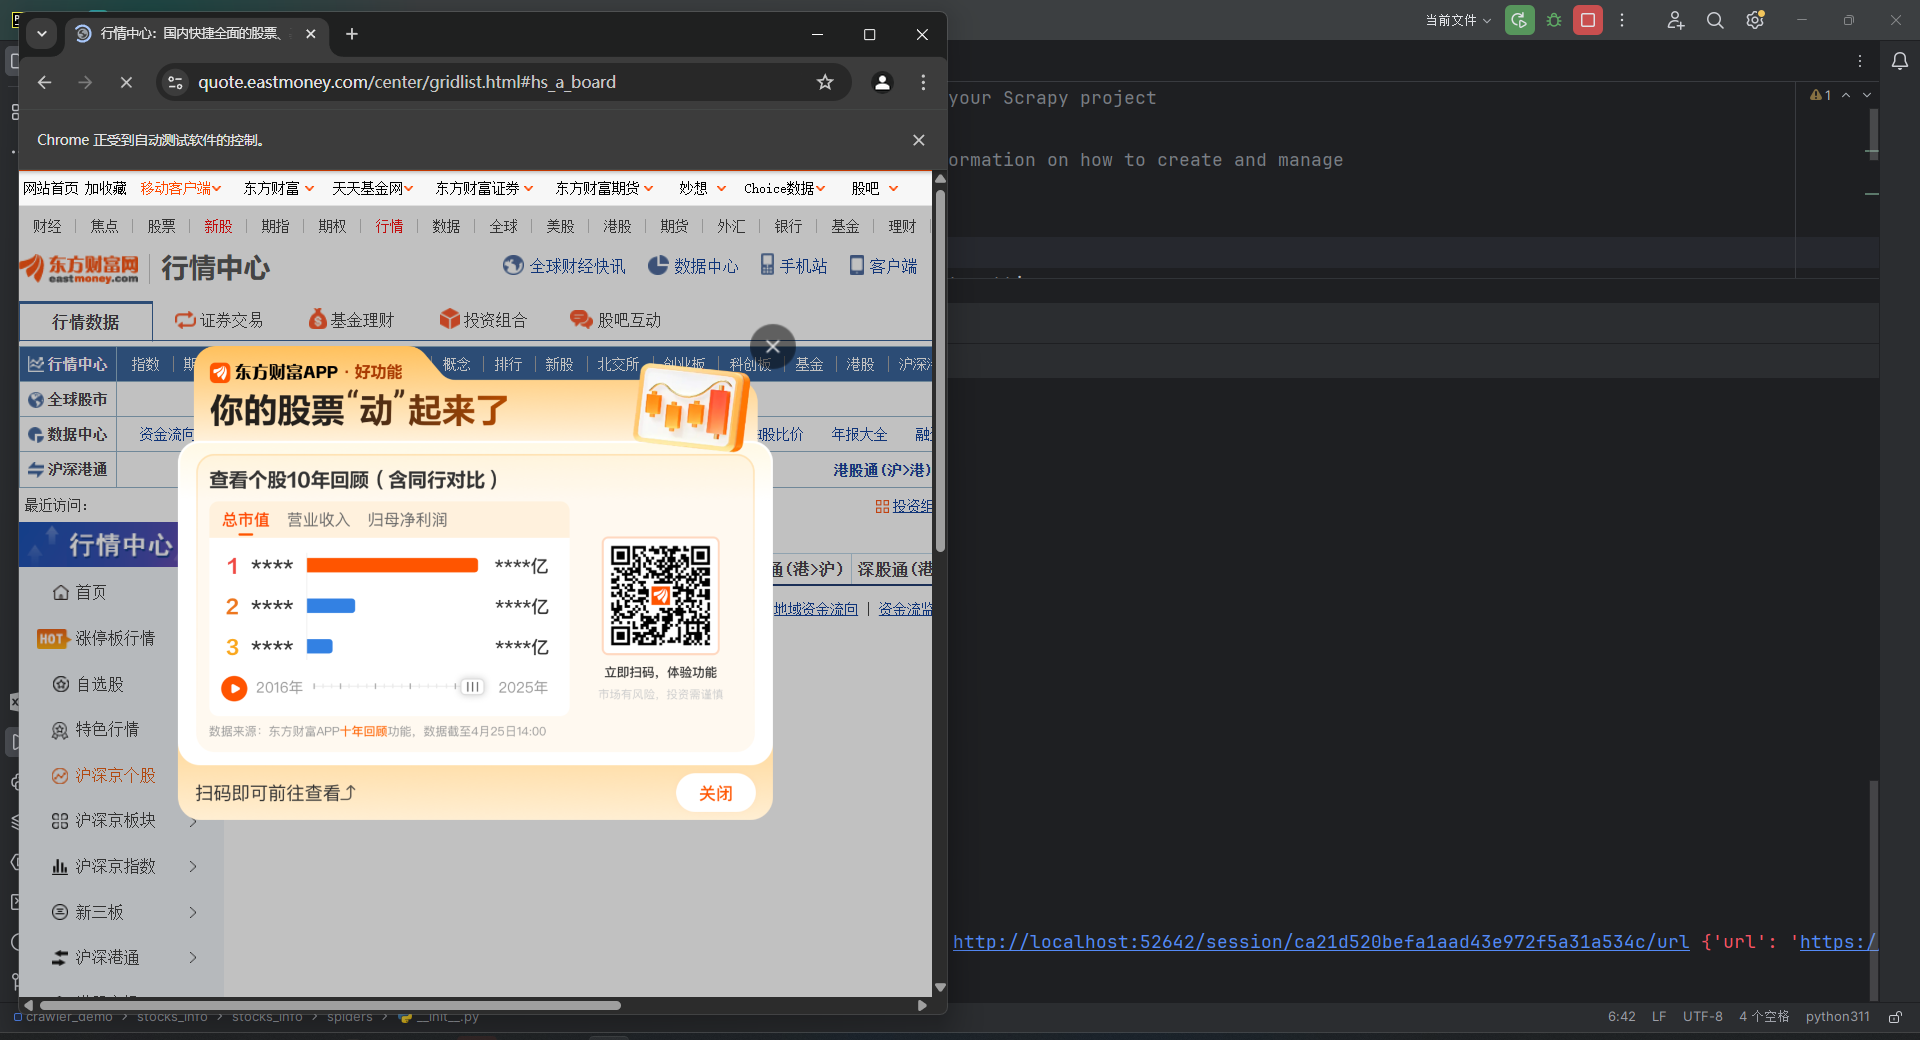 行情中心：国内快捷全面的股票、
当前文件
quote.eastmoney.com/center/gridlist.html#hs_a_board
your Scrapy project
1
Chrome 正受到自动测试软件的控制。
ormation on how to create and manage
网站首页 加收藏 移动客户端 东方财富 天天基金网 东方财富证券 东方财富期货 妙想 Choice数据 股吧
财经 焦点 股票 新股 期指 期权 行情 数据 全球 美股 港股 期货 外汇 银行 基金 理财
东方财富网
eastmoney.com
行情中心
全球财经快讯 数据中心 手机站 客户端
行情数据 证券交易 基金理财 投资组合 股吧互动
行情中心 指数 期 概念 排行 新股 北交所 创业板 科创板 基金 港股 沪深港
东方财富APP · 好功能
全球股市
你的股票“动”起来了
数据中心 资金流向 股比价 年报大全 融资
沪深港通 港股通(沪>港)
查看个股10年回顾（含同行对比）
最近访问：
投资组
总市值 营业收入 归母净利润
行情中心
1 **** ****亿
通(港>沪) 深股通(港
首页
2 **** ****亿
地域资金流向 资金流监
HOT 涨停板行情
3 **** ****亿
立即扫码，体验功能
自选股
2016年 2025年
市场有风险，投资需谨慎
特色行情
数据来源：东方财富APP十年回顾功能，数据截至4月25日14:00
沪深京个股
扫码即可前往查看
关闭
沪深京板块
沪深京指数
新三板
沪深港通
http://localhost:52642/session/ca21d520befa1aad43e972f5a31a534c/url {'url': 'https:/
crawler_demo > stocks_info > stocks_info > spiders > __init__.py
6:42 LF UTF-8 4 个空格 python311